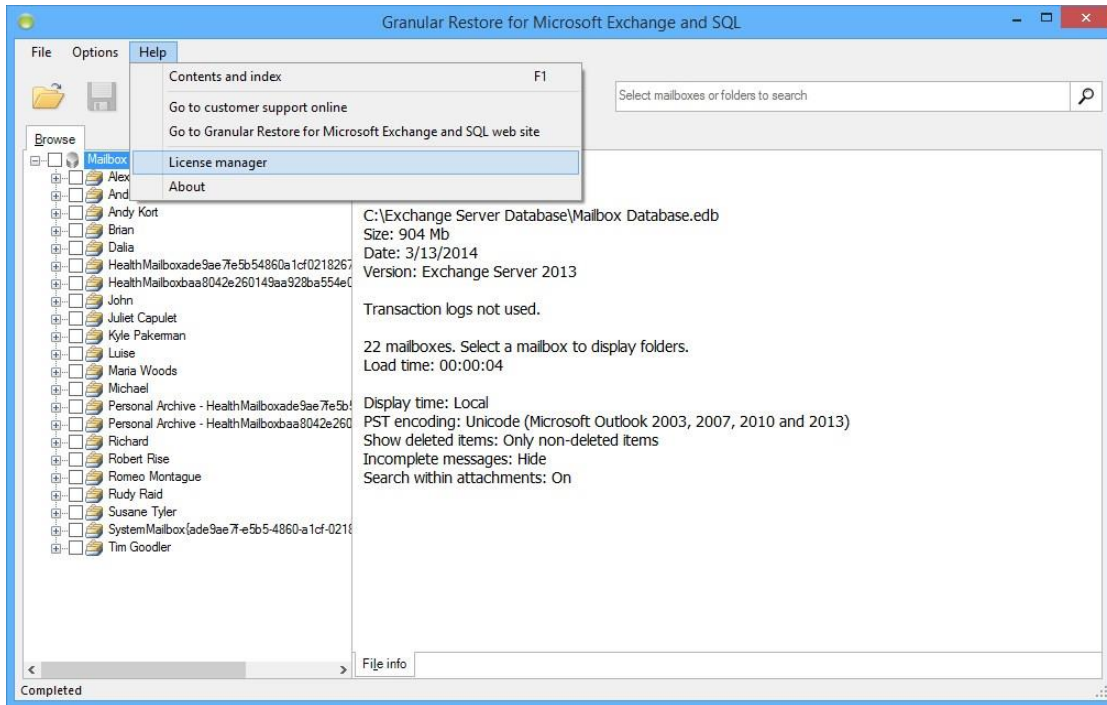 Granular Restore for Microsoft Exchange and SQL
File Options Help
Contents and index F1
Go to customer support online
Go to Granular Restore for Microsoft Exchange and SQL web site
License manager
About
Select mailboxes or folders to search
Browse
Mailbox
Alex
And
Andy Kort
Brian
Dalia
HealthMailboxade9ae7fe5b54860a1cf0218267
HealthMailboxbaa8042e260149aa928ba554e0
John
Juliet Capulet
Kyle Pakerman
Luise
Maria Woods
Michael
Personal Archive - HealthMailboxade9ae7fe5b5
Personal Archive - HealthMailboxbaa8042e260
Richard
Robert Rise
Romeo Montague
Rudy Raid
Susane Tyler
SystemMailbox{ade9ae7f-e5b5-4860-a1cf-0218
Tim Goodler
C:\Exchange Server Database\Mailbox Database.edb
Size: 904 Mb
Date: 3/13/2014
Version: Exchange Server 2013
Transaction logs not used.
22 mailboxes. Select a mailbox to display folders.
Load time: 00:00:04
Display time: Local
PST encoding: Unicode (Microsoft Outlook 2003, 2007, 2010 and 2013)
Show deleted items: Only non-deleted items
Incomplete messages: Hide
Search within attachments: On
File info
Completed